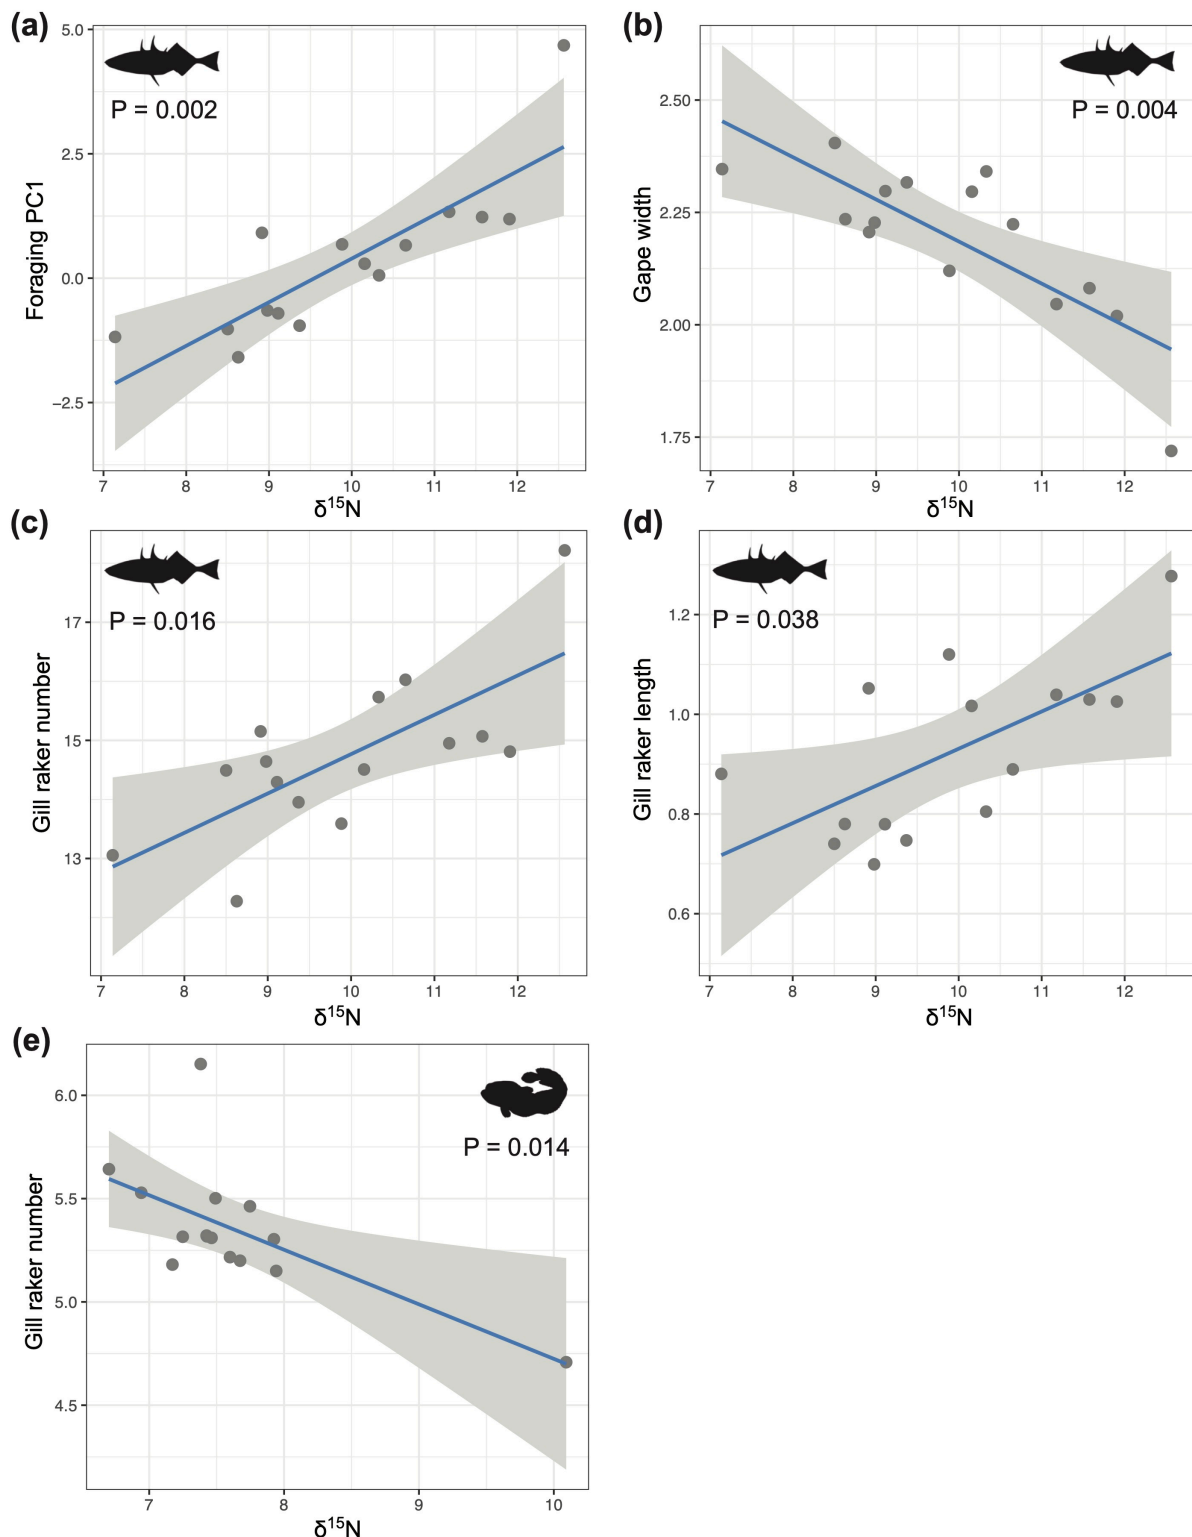 (a)
5.0
2.5
0.0
−2.5
Foraging PC1
P = 0.002
7 8 9 10 11 12
δ¹⁵N
(b)
2.50
2.25
2.00
1.75
Gape width
P = 0.004
7 8 9 10 11 12
δ¹⁵N
(c)
17
15
13
Gill raker number
P = 0.016
7 8 9 10 11 12
δ¹⁵N
(d)
1.2
1.0
0.8
0.6
Gill raker length
P = 0.038
7 8 9 10 11 12
δ¹⁵N
(e)
6.0
5.5
5.0
4.5
Gill raker number
P = 0.014
7 8 9 10
δ¹⁵N